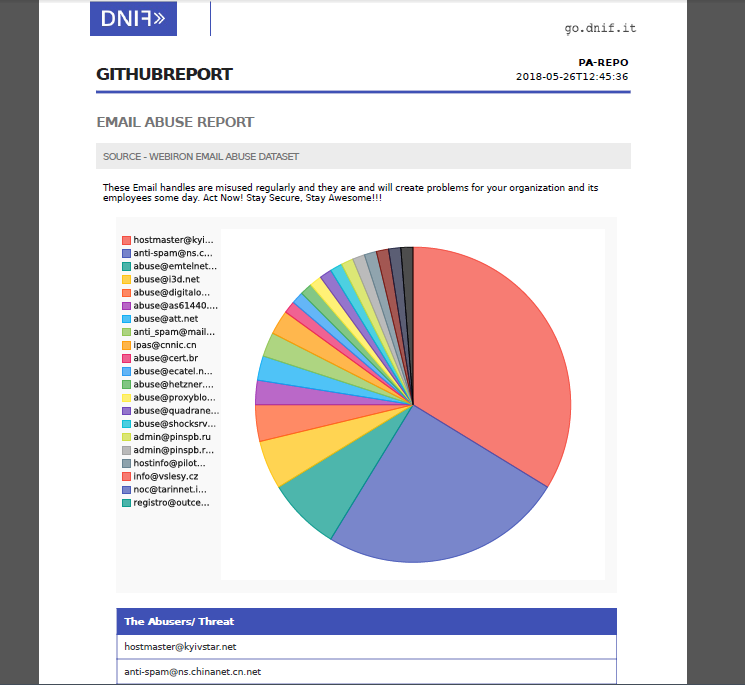 DNIF»
go.dnif.it
GITHUBREPORT
PA-REPO
2018-05-26T12:45:36
EMAIL ABUSE REPORT
SOURCE - WEBIRON EMAIL ABUSE DATASET
These Email handles are misused regularly and they are and will create problems for your organization and its
employees some day. Act Now! Stay Secure, Stay Awesome!!!
hostmaster@kyi...
anti-spam@ns.c...
abuse@emtelnet...
abuse@i3d.net
abuse@digitalo...
abuse@as61440....
abuse@att.net
anti_spam@mail...
ipas@cnnic.cn
abuse@cert.br
abuse@ecatel.n...
abuse@hetzner....
abuse@proxyblo...
abuse@quadrane...
abuse@shocksrv...
admin@pinspb.ru
admin@pinspb.r...
hostinfo@pilot...
info@vslesy.cz
noc@tarinnet.i...
registro@outce...
The Abusers/ Threat
hostmaster@kyivstar.net
anti-spam@ns.chinanet.cn.net